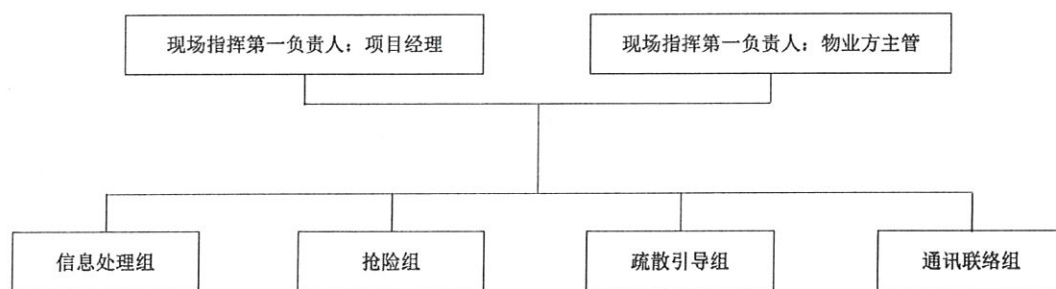 现场指挥第一负责人：项目经理
现场指挥第一负责人：物业方主管
信息处理组
抢险组
疏散引导组
通讯联络组